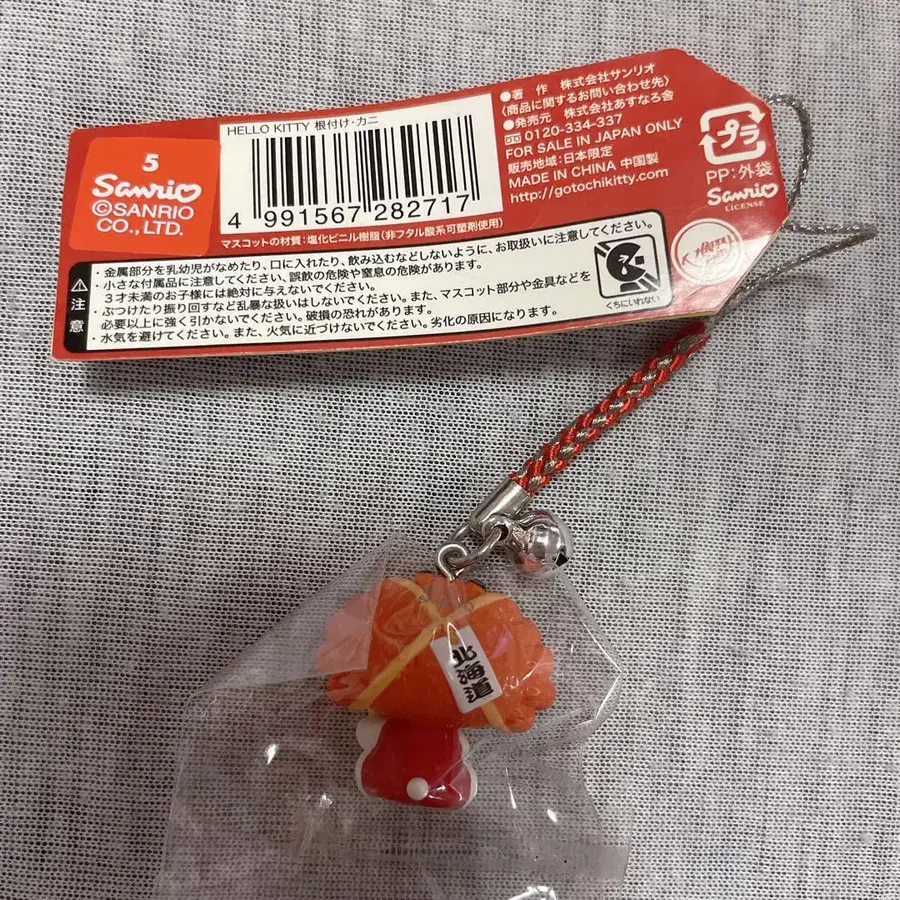 5
Sanrio
©SANRIO
CO., LTD.
HELLO KITTY 根付け・カニ
4 991567 282717
マスコットの材質：塩化ビニル樹脂（非フタル酸系可塑剤使用）
●著 作 株式会社サンリオ
(商品に関するお問い合わせ先)
●発売元 株式会社あすなろ舎
0120-334-337
FOR SALE IN JAPAN ONLY
販売地域：日本限定
MADE IN CHINA 中国製
http://gotochikitty.com
プラ
PP：外袋
Sanrio
LICENSE
注意
・金属部分を乳幼児がなめたり、口に入れたり、飲み込むなどしないように、お取扱いに注意してください。
・小さな付属品に注意してください、誤飲の危険や窒息の危険があります。
３才未満のお子様には絶対に与えないでください。
・ぶつけたり振り回すなど乱暴な扱いはしないでください。また、マスコット部分や金具などを
必要以上に強く引かないでください。破損の恐れがあります。
・水気を避けてください。また、火気に近づけないでください。劣化の原因になります。
くちにいれない
北海道